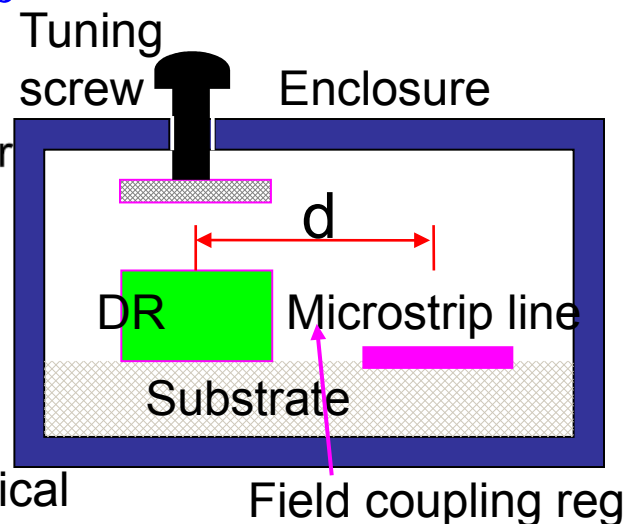 Tuning
screw
Enclosure
r
d
DR
Microstrip line
Substrate
ical
Field coupling reg